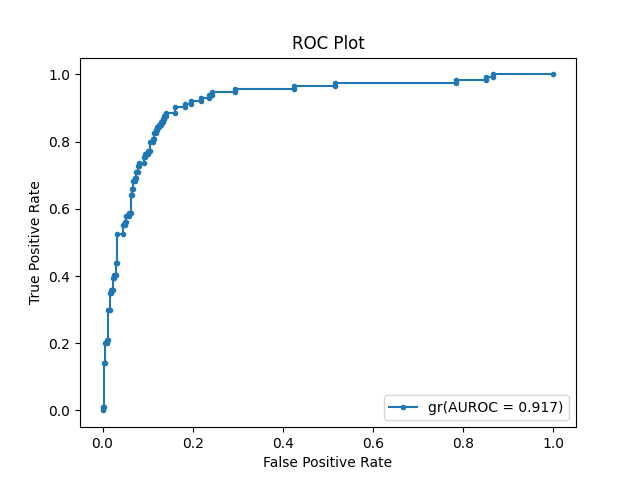 ROC Plot
True Positive Rate
1.0
0.8
0.6
0.4
0.2
0.0
gr(AUROC = 0.917)
0.0 0.2 0.4 0.6 0.8 1.0
False Positive Rate